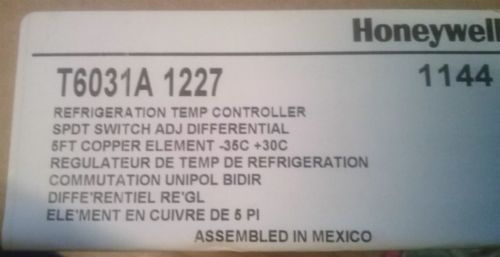 Honeywell
T6031A 1227 1144
REFRIGERATION TEMP CONTROLLER
SPDT SWITCH ADJ DIFFERENTIAL
5FT COPPER ELEMENT -35C +30C
REGULATEUR DE TEMP DE REFRIGERATION
COMMUTATION UNIPOL BIDIR
DIFFE'RENTIEL RE'GL
ELE'MENT EN CUIVRE DE 5 PI
ASSEMBLED IN MEXICO